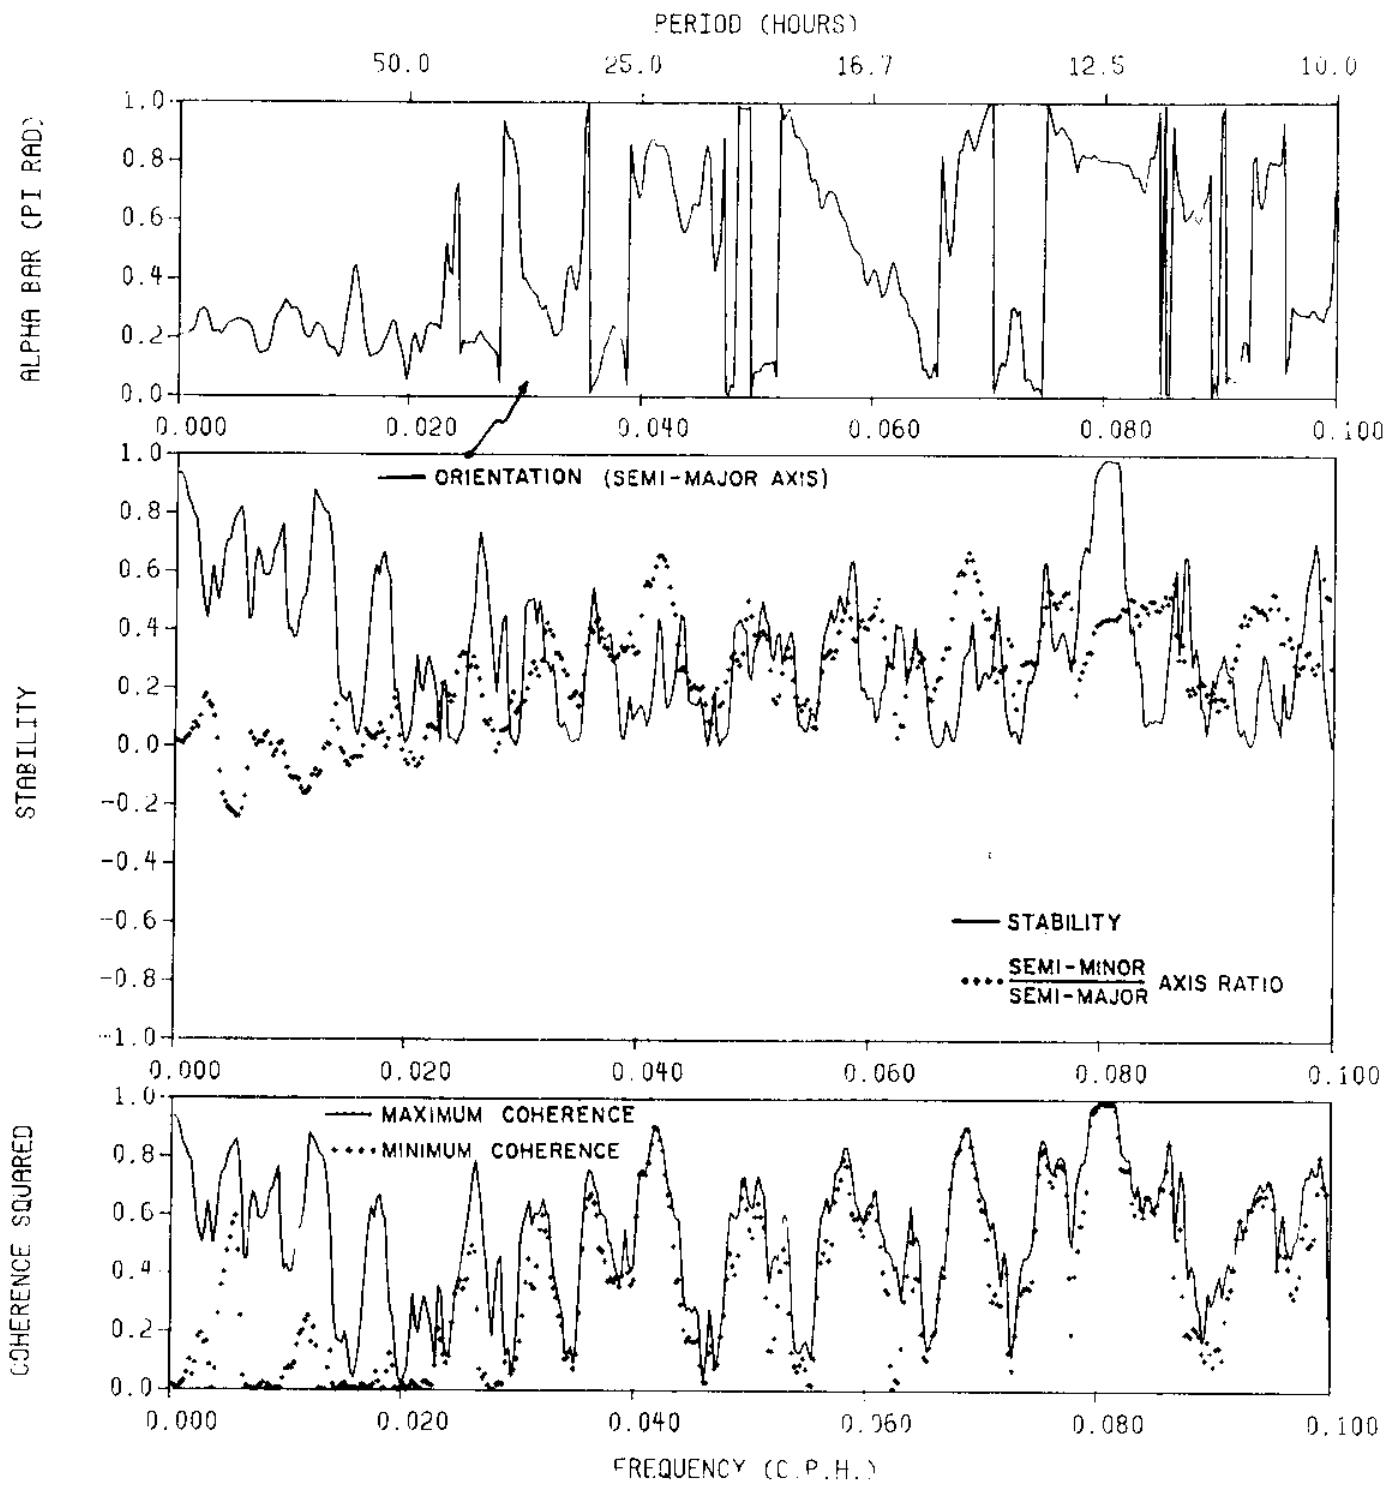 PERIOD (HOURS)
50.0 25.0 16.7 12.5 10.0
ALPHA BAR (PI RAD)
1.0
0.8
0.6
0.4
0.2
0.0
0.000 0.020 0.040 0.060 0.080 0.100
ORIENTATION (SEMI-MAJOR AXIS)
STABILITY
1.0
0.8
0.6
0.4
0.2
0.0
-0.2
-0.4
-0.6
-0.8
-1.0
STABILITY
SEMI-MINOR
SEMI-MAJOR AXIS RATIO
0.000 0.020 0.040 0.060 0.080 0.100
COHERENCE SQUARED
1.0
0.8
0.6
0.4
0.2
0.0
MAXIMUM COHERENCE
MINIMUM COHERENCE
0.000 0.020 0.040 0.060 0.080 0.100
FREQUENCY (C.P.H.)